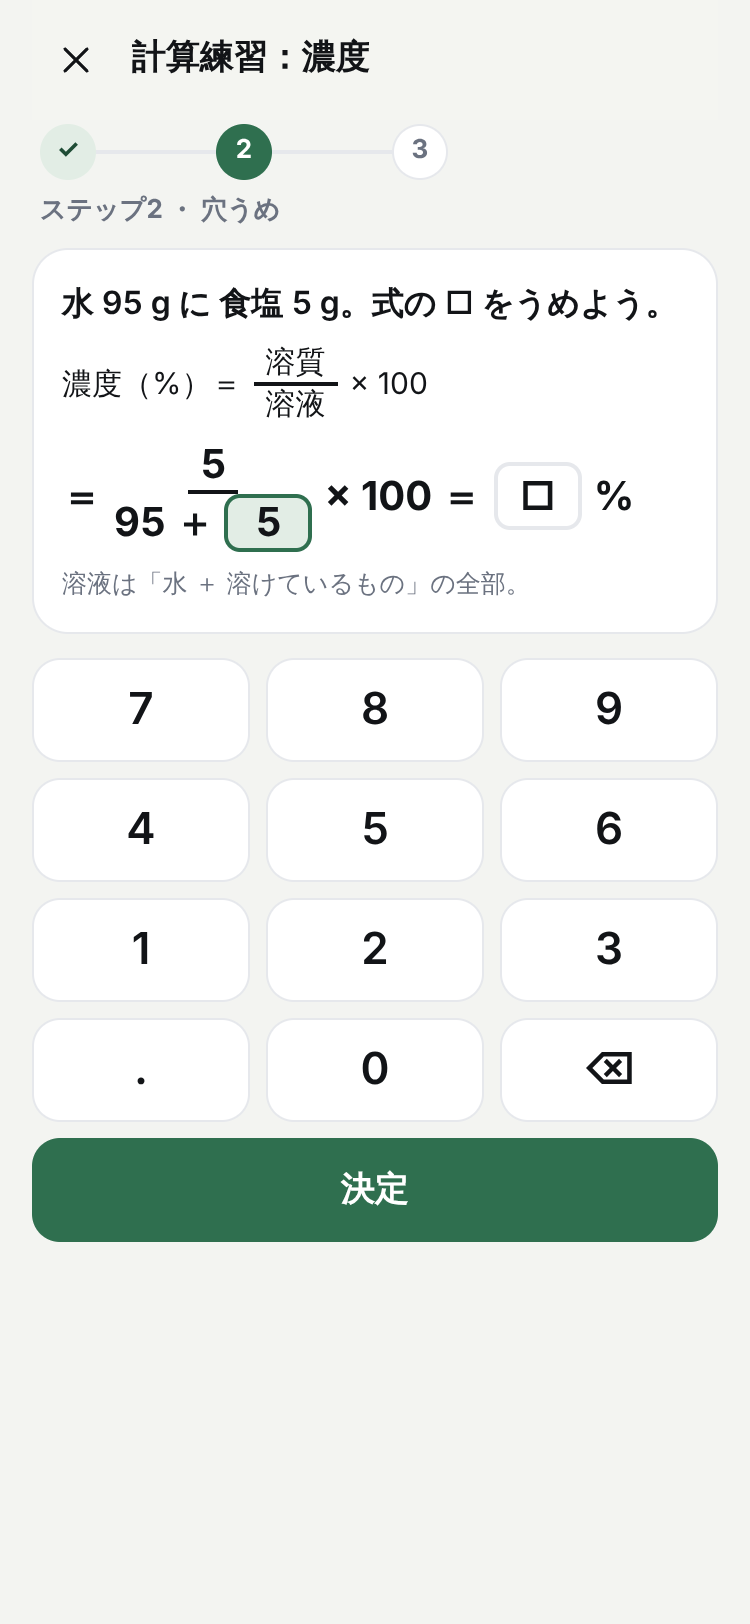 計算練習：濃度
2
3
ステップ2 ・ 穴うめ
水 95 g に 食塩 5 g。式の □ をうめよう。
濃度（%）＝ 溶質/溶液 × 100
＝ 5/(95 ＋ 5) × 100 ＝ □ %
溶液は「水 ＋ 溶けているもの」の全部。
7 8 9
4 5 6
1 2 3
. 0
決定